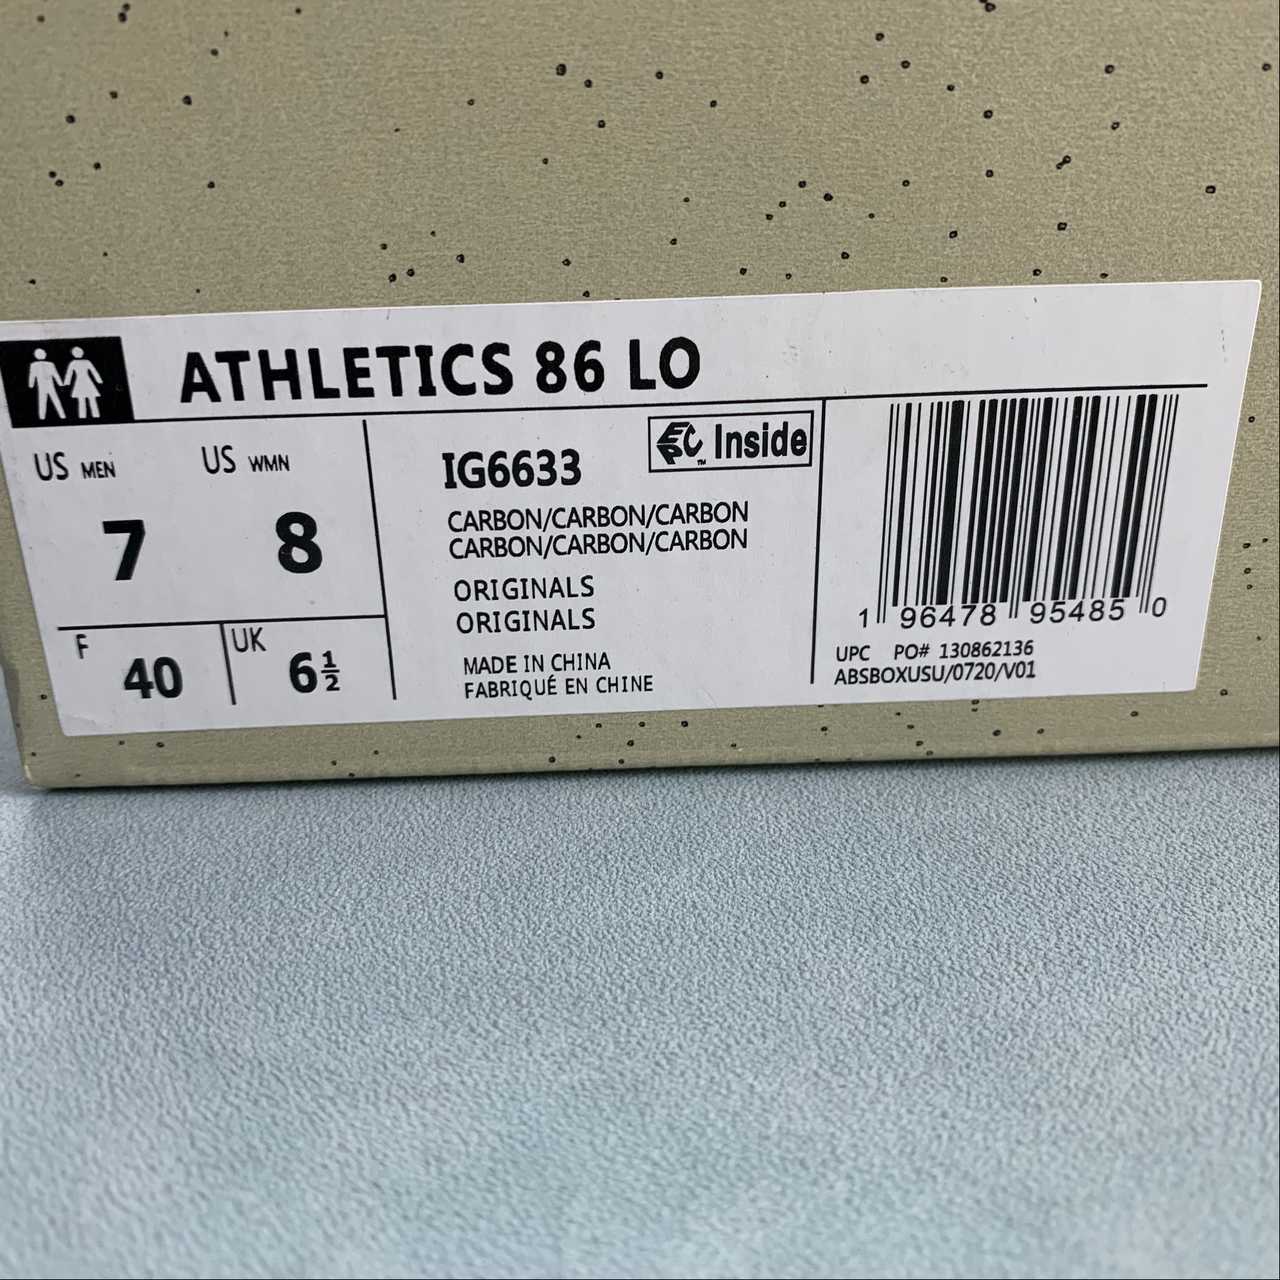 ATHLETICS 86 LO
US MEN US WMN
7 8
F 40 UK 6½
IG6633
EPC™ Inside
CARBON/CARBON/CARBON
CARBON/CARBON/CARBON
ORIGINALS
ORIGINALS
MADE IN CHINA
FABRIQUÉ EN CHINE
1 96478 95485 0
UPC PO# 130862136
ABSBOXUSU/0720/V01